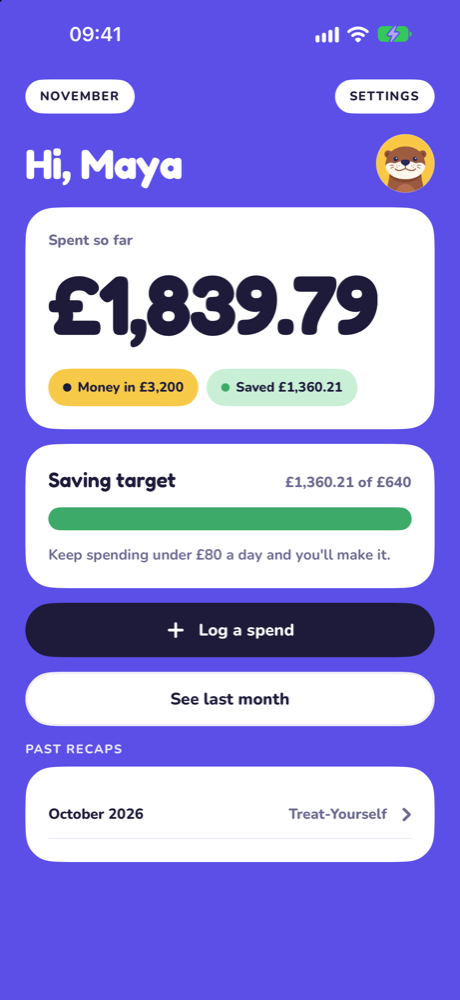 09:41
NOVEMBER
SETTINGS
Hi, Maya
Spent so far
£1,839.79
Money in £3,200
Saved £1,360.21
Saving target
£1,360.21 of £640
Keep spending under £80 a day and you'll make it.
+ Log a spend
See last month
PAST RECAPS
October 2026
Treat-Yourself